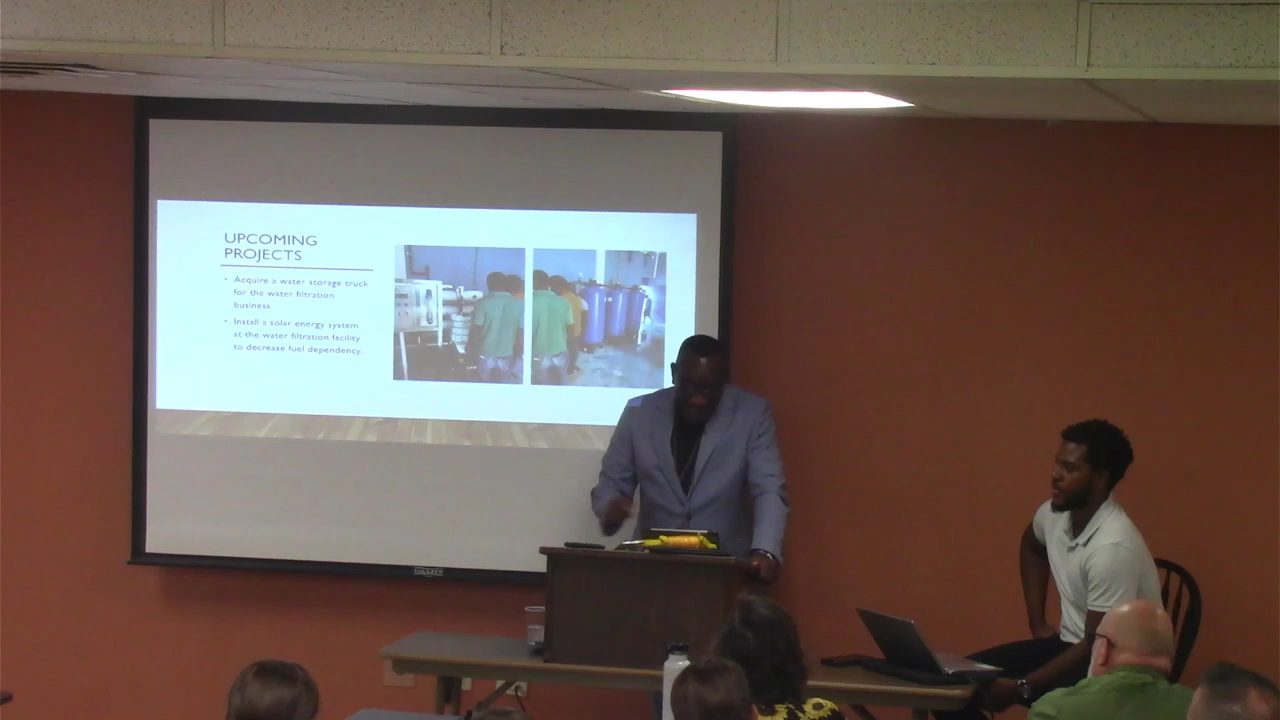 UPCOMING
PROJECTS
• Acquire a water storage truck
for the water filtration
business.
• Install a solar energy system
at the water filtration facility
to decrease fuel dependency.